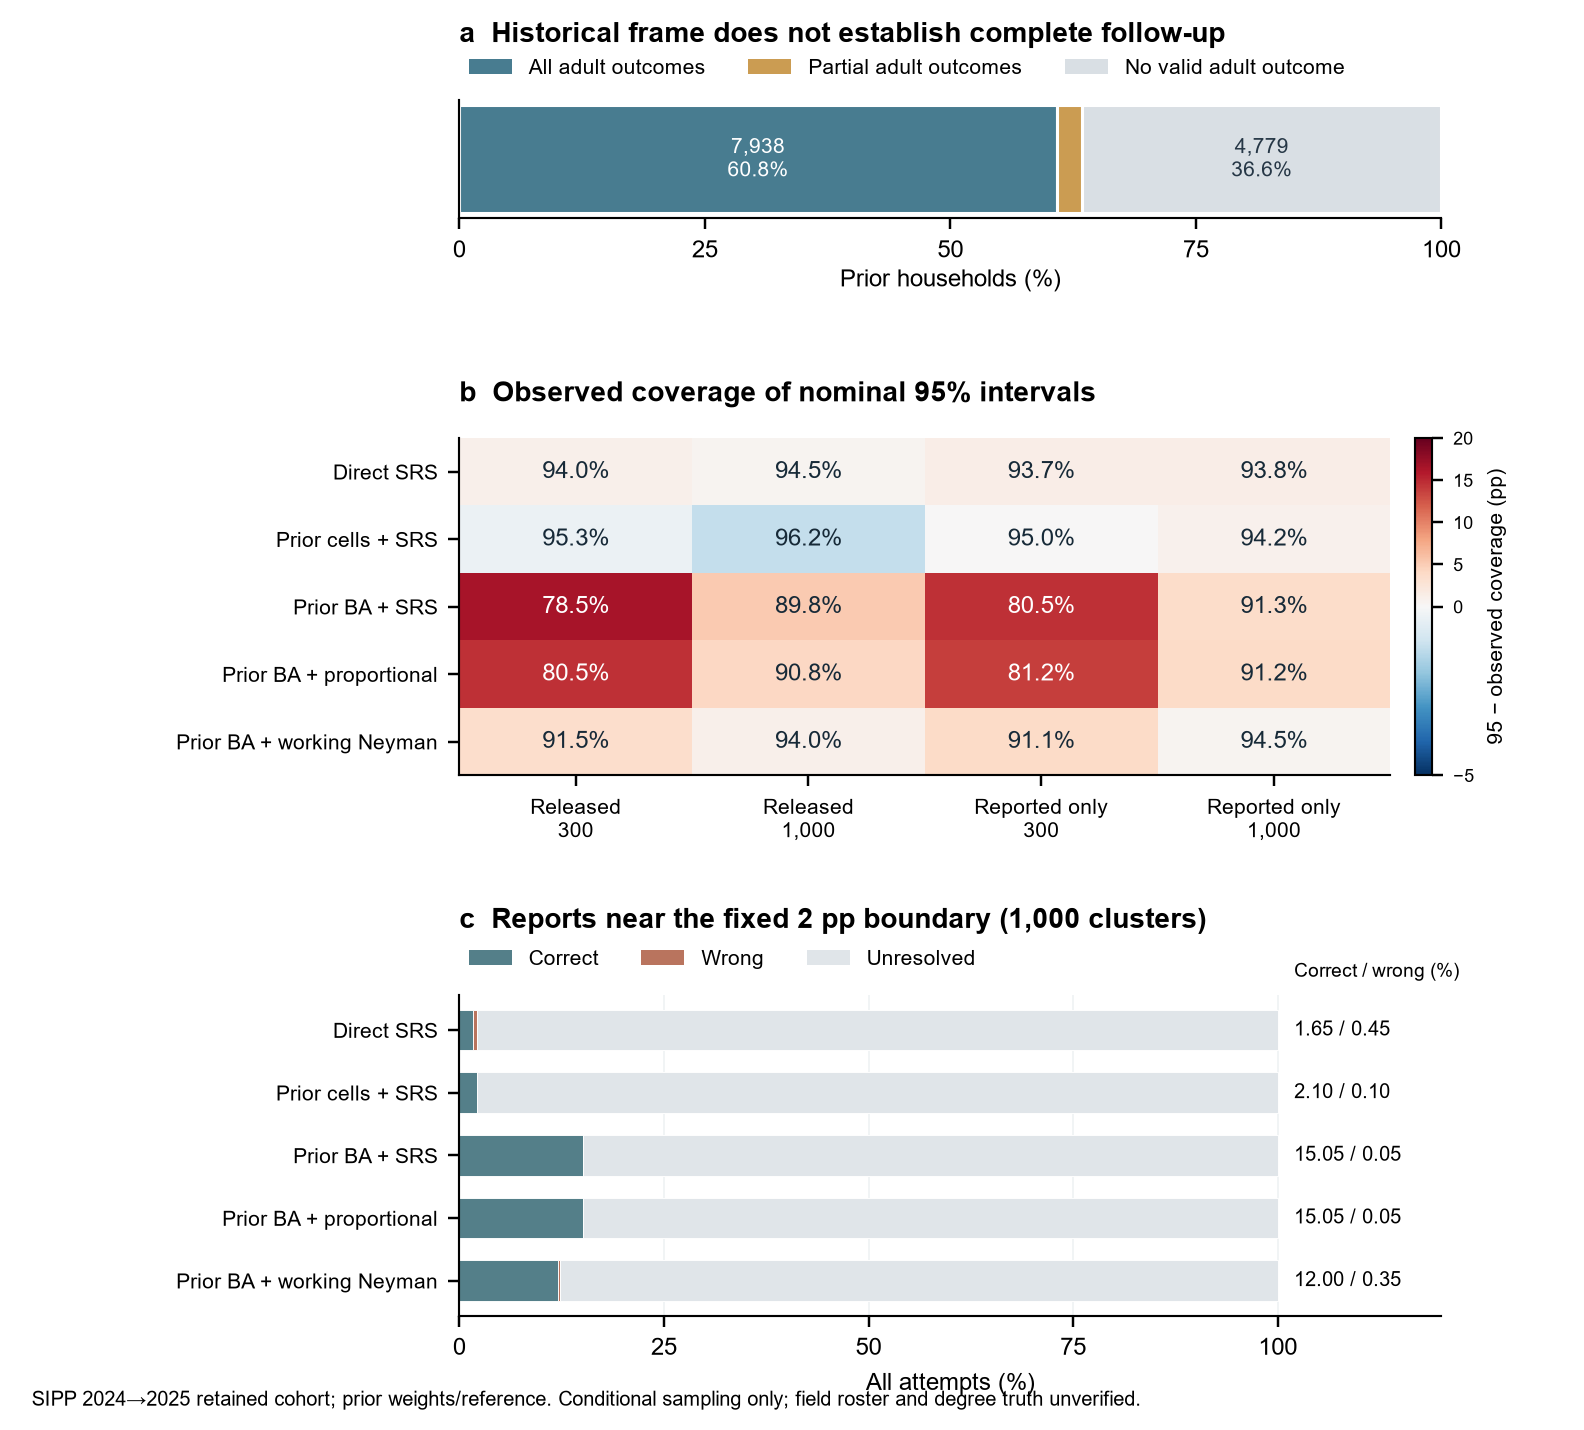 a Historical frame does not establish complete follow-up
All adult outcomes Partial adult outcomes No valid adult outcome
7,938 4,779
60.8% 36.6%
0 25 50 75 100
Prior households (%)
b Observed coverage of nominal 95% intervals
Direct SRS 94.0% 94.5% 93.7% 93.8%
Prior cells + SRS 95.3% 96.2% 95.0% 94.2%
Prior BA + SRS 78.5% 89.8% 80.5% 91.3%
Prior BA + proportional 80.5% 90.8% 81.2% 91.2%
Prior BA + working Neyman 91.5% 94.0% 91.1% 94.5%
Released Released Reported only Reported only
300 1,000 300 1,000
20
15
10
5
0
−5
95 − observed coverage (pp)
c Reports near the fixed 2 pp boundary (1,000 clusters)
Correct Wrong Unresolved
Correct / wrong (%)
Direct SRS 1.65 / 0.45
Prior cells + SRS 2.10 / 0.10
Prior BA + SRS 15.05 / 0.05
Prior BA + proportional 15.05 / 0.05
Prior BA + working Neyman 12.00 / 0.35
0 25 50 75 100
All attempts (%)
SIPP 2024→2025 retained cohort; prior weights/reference. Conditional sampling only; field roster and degree truth unverified.